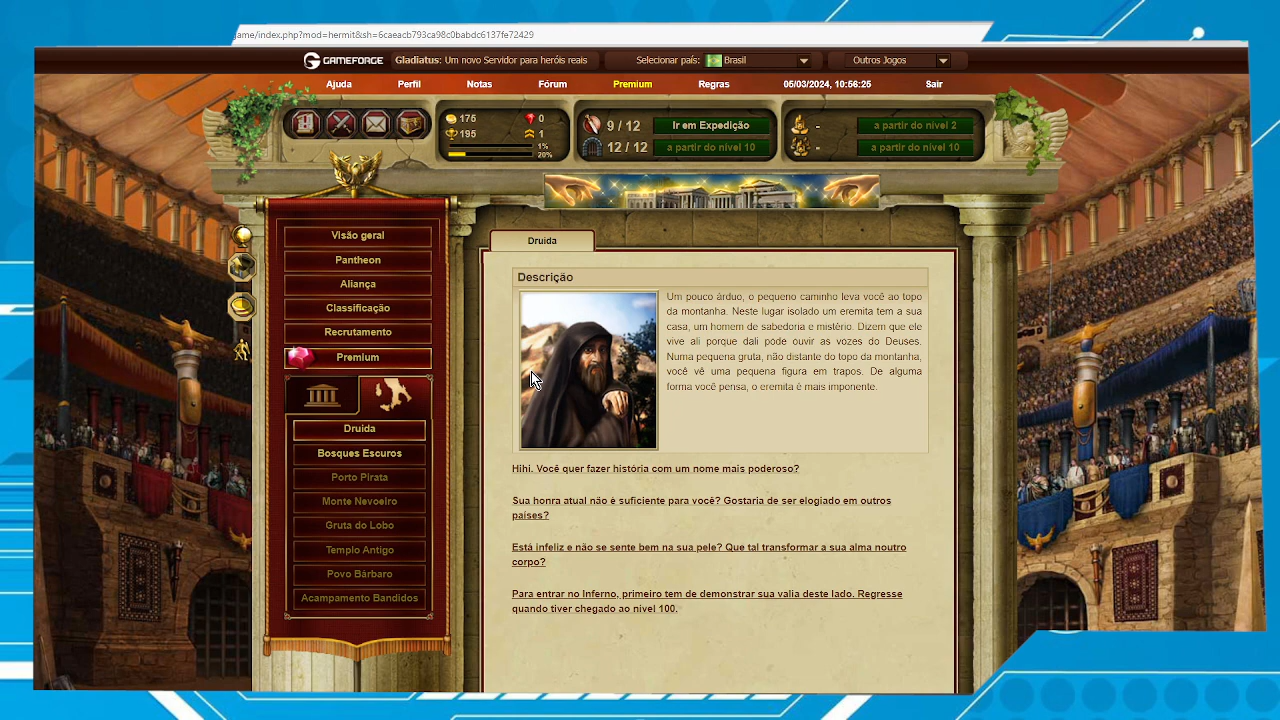 game/index.php?mod=hermit&sh=6caeacb793ca98c0babdc6137fe72429
GAMEFORGE
Gladiatus: Um novo Servidor para heróis reais
Selecionar país:
Brasil
Outros Jogos
Ajuda
Perfil
Notas
Fórum
Premium
Regras
05/03/2024, 10:56:25
Sair
176
0
195
1
1%
20%
9 / 12
Ir em Expedição
12 / 12
a partir do nivel 10
-
a partir do nivel 2
-
a partir do nivel 10
Visão geral
Pantheon
Aliança
Classificação
Recrutamento
Premium
Druida
Bosques Escuros
Porto Pirata
Monte Nevoeiro
Gruta do Lobo
Templo Antigo
Povo Bárbaro
Acampamento Bandidos
Druida
Descrição
Um pouco árduo, o pequeno caminho leva você ao topo
da montanha. Neste lugar isolado um eremita tem a sua
casa, um homem de sabedoria e mistério. Dizem que ele
vive ali porque dali pode ouvir as vozes do Deuses.
Numa pequena gruta, não distante do topo da montanha,
você vê uma pequena figura em trapos. De alguma
forma você pensa, o eremita é mais imponente.
Hihi. Você quer fazer história com um nome mais poderoso?
Sua honra atual não é suficiente para você? Gostaria de ser elogiado em outros
países?
Está infeliz e não se sente bem na sua pele? Que tal transformar a sua alma noutro
corpo?
Para entrar no Inferno, primeiro tem de demonstrar sua valia deste lado. Regresse
quando tiver chegado ao nivel 100.